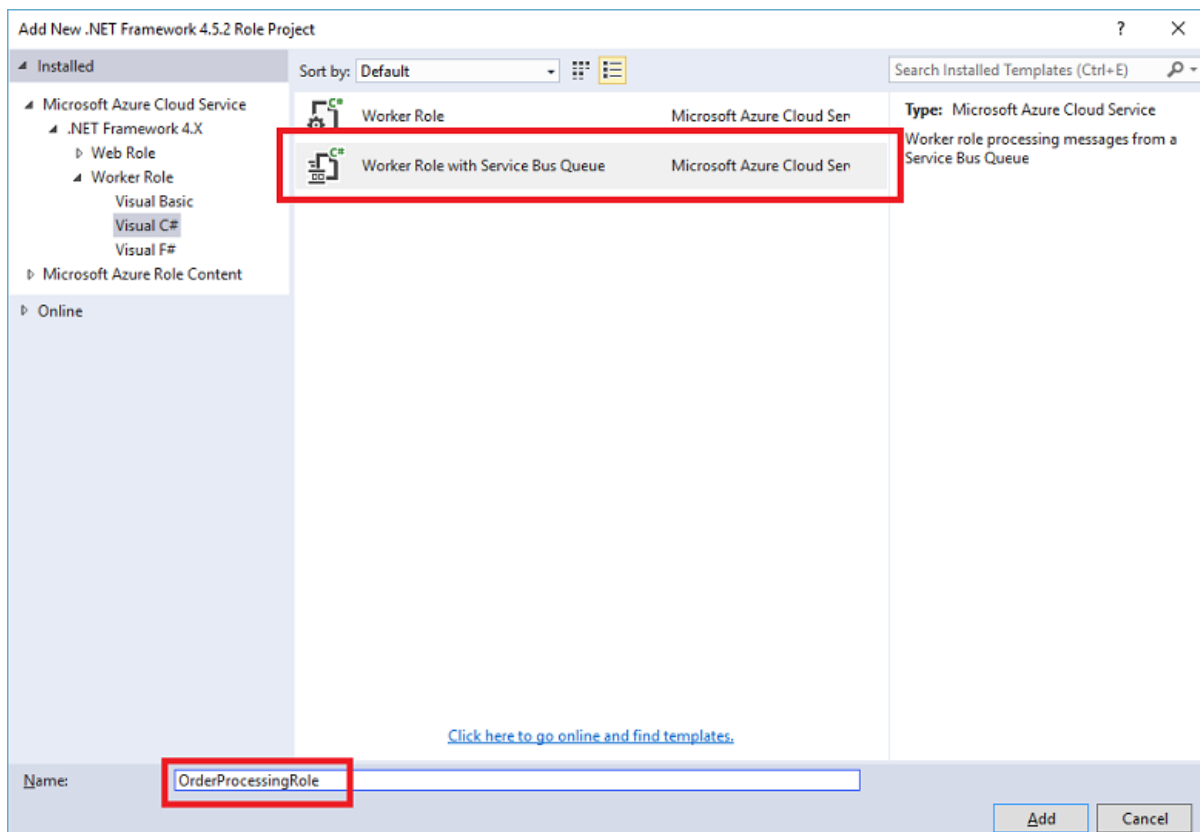 Add New .NET Framework 4.5.2 Role Project ?
Installed
Microsoft Azure Cloud Service
.NET Framework 4.X
Web Role
Worker Role
Visual Basic
Visual C#
Visual F#
Microsoft Azure Role Content
Online
Sort by: Default
Search Installed Templates (Ctrl+E)
C# Worker Role Microsoft Azure Cloud Ser
C# Worker Role with Service Bus Queue Microsoft Azure Cloud Ser
Type: Microsoft Azure Cloud Service
Worker role processing messages from a
Service Bus Queue
Click here to go online and find templates.
Name: OrderProcessingRole
Add Cancel